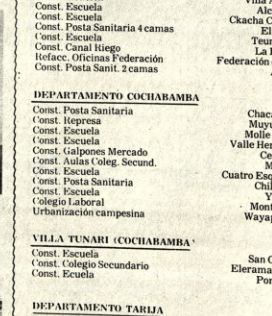 Const. Escuela
Const. Escuela Alc
Const. Posta Sanitaria 4 camas Ckacha C
Const. Escuela El
Const. Canal Riego Teun
Refacc. Oficinas Federación La
Const. Posta Sanit. 2 camas Federación
DEPARTAMENTO COCHABAMBA
Const. Posta Sanitaria Chac
Const. Represa Muyu
Const. Escuela Molle
Const. Escuela Valle Her
Const. Galpones Mercado Ce
Const. Aulas Coleg. Secund. M
Const. Escuela Cuatro Esq
Const. Posta Sanitaria Chil
Const. Escuela Y
Colegio Laboral Mont
Urbanización campesina Wayap
VILLA TUNARI (COCHABAMBA)
Const. Escuela San C
Const. Colegio Secundario Elerama
Const. Ecuela Por
DEPARTAMENTO TARIJA